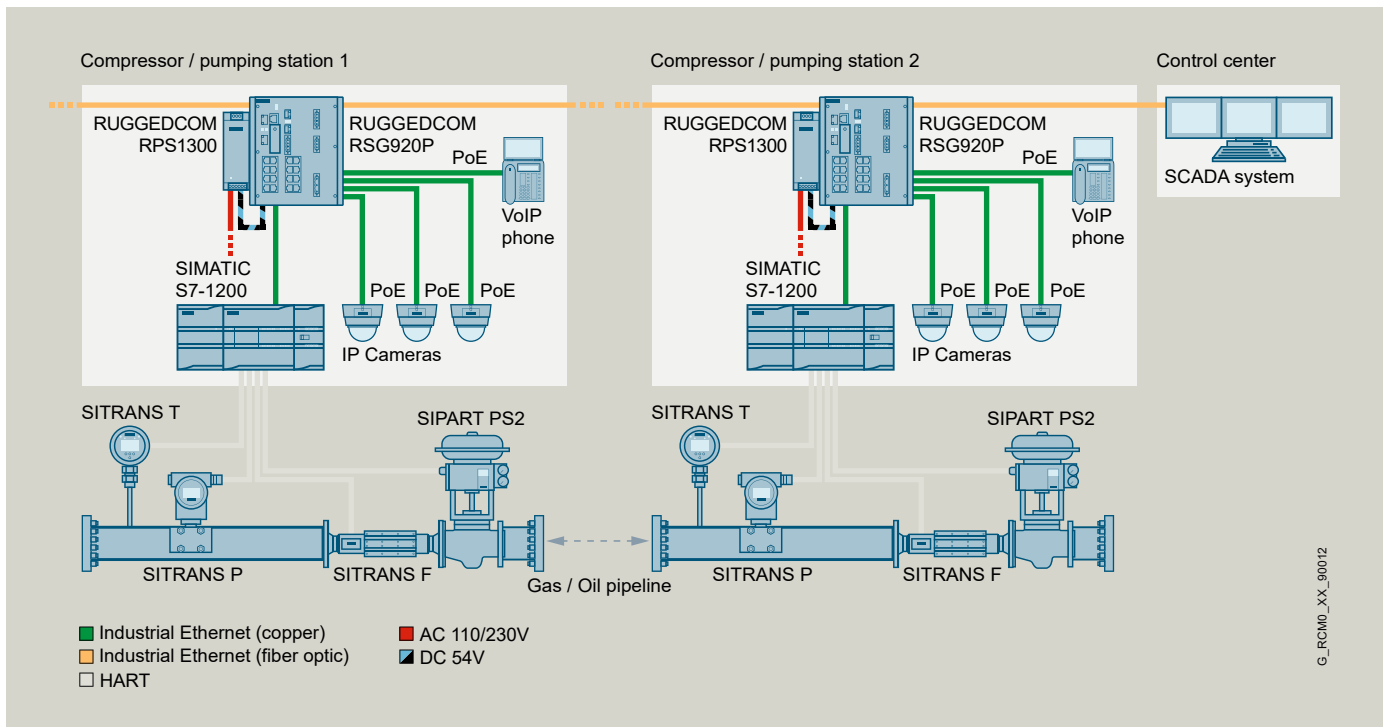 Compressor / pumping station 1
RUGGEDCOM
RPS1300
RUGGEDCOM
RSG920P
PoE
VoIP
phone
SIMATIC
S7-1200
PoE
PoE
PoE
IP Cameras
SITRANS T
SIPART PS2
SITRANS P
SITRANS F
Compressor / pumping station 2
RUGGEDCOM
RPS1300
RUGGEDCOM
RSG920P
PoE
VoIP
phone
SIMATIC
S7-1200
PoE
PoE
PoE
IP Cameras
SITRANS T
SIPART PS2
SITRANS P
SITRANS F
Control center
SCADA system
Gas / Oil pipeline
Industrial Ethernet (copper)
Industrial Ethernet (fiber optic)
HART
AC 110/230V
DC 54V
G_RCM0_XX_90012